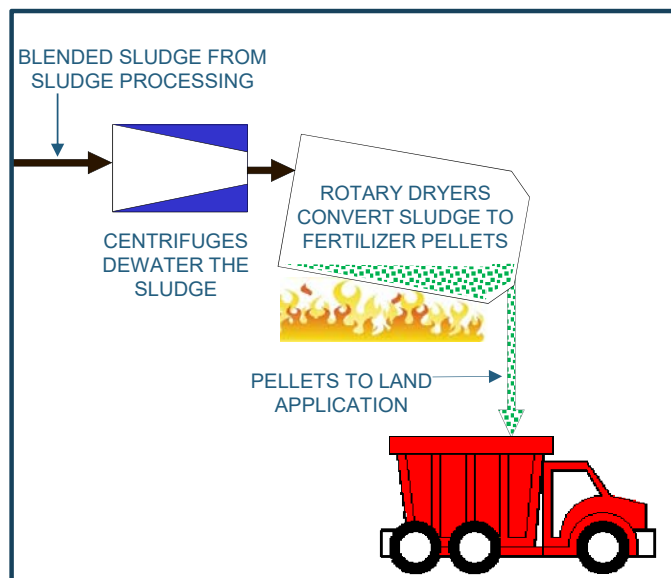 BLENDED SLUDGE FROM
SLUDGE PROCESSING
CENTRIFUGES
DEWATER THE
SLUDGE
ROTARY DRYERS
CONVERT SLUDGE TO
FERTILIZER PELLETS
PELLETS TO LAND
APPLICATION